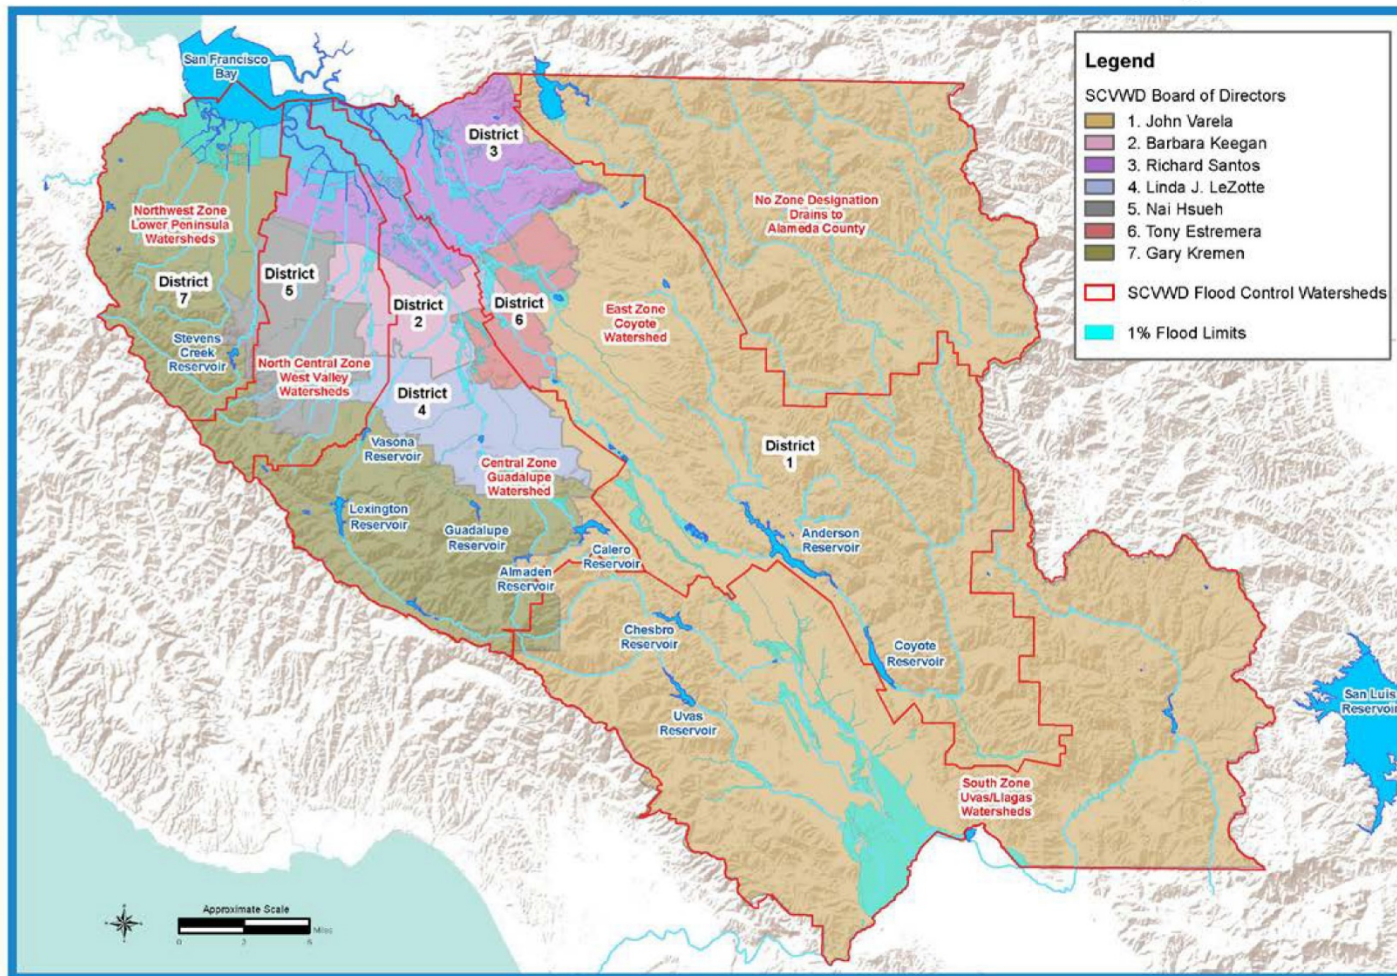 San Francisco
Bay
Legend
SCVWD Board of Directors
1. John Varela
2. Barbara Keegan
3. Richard Santos
4. Linda J. LeZotte
5. Nai Hsueh
6. Tony Estremera
7. Gary Kremen
SCVWD Flood Control Watersheds
1% Flood Limits
District
3
No Zone Designation
Drains to
Alameda County
Northwest Zone
Lower Peninsula
Watersheds
District
7
District
5
District
2
District
6
East Zone
Coyote
Watershed
Stevens
Creek
Reservoir
North Central Zone
West Valley
Watersheds
District
4
Vasona
Reservoir
District
1
Central Zone
Guadalupe
Watershed
Lexington
Reservoir
Guadalupe
Reservoir
Anderson
Reservoir
Calero
Reservoir
Almaden
Reservoir
Chesbro
Reservoir
Coyote
Reservoir
Uvas
Reservoir
San Luis
Reservoir
South Zone
Uvas/Llagas
Watersheds
Approximate Scale
Miles
0 2 6